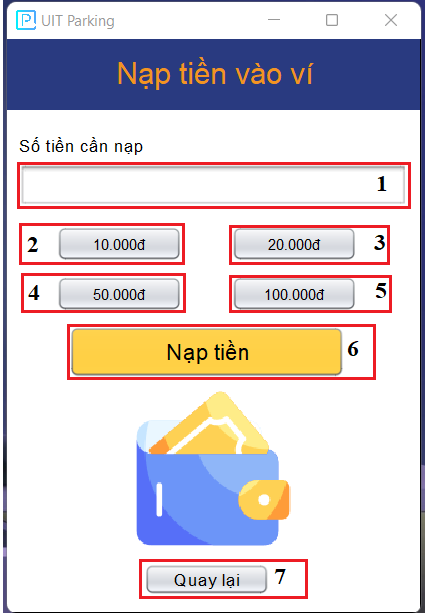 P UIT Parking
Nạp tiền vào ví
Số tiền cần nạp
1
2 10.000đ 20.000đ 3
4 50.000đ 100.000đ 5
Nạp tiền 6
Quay lại 7